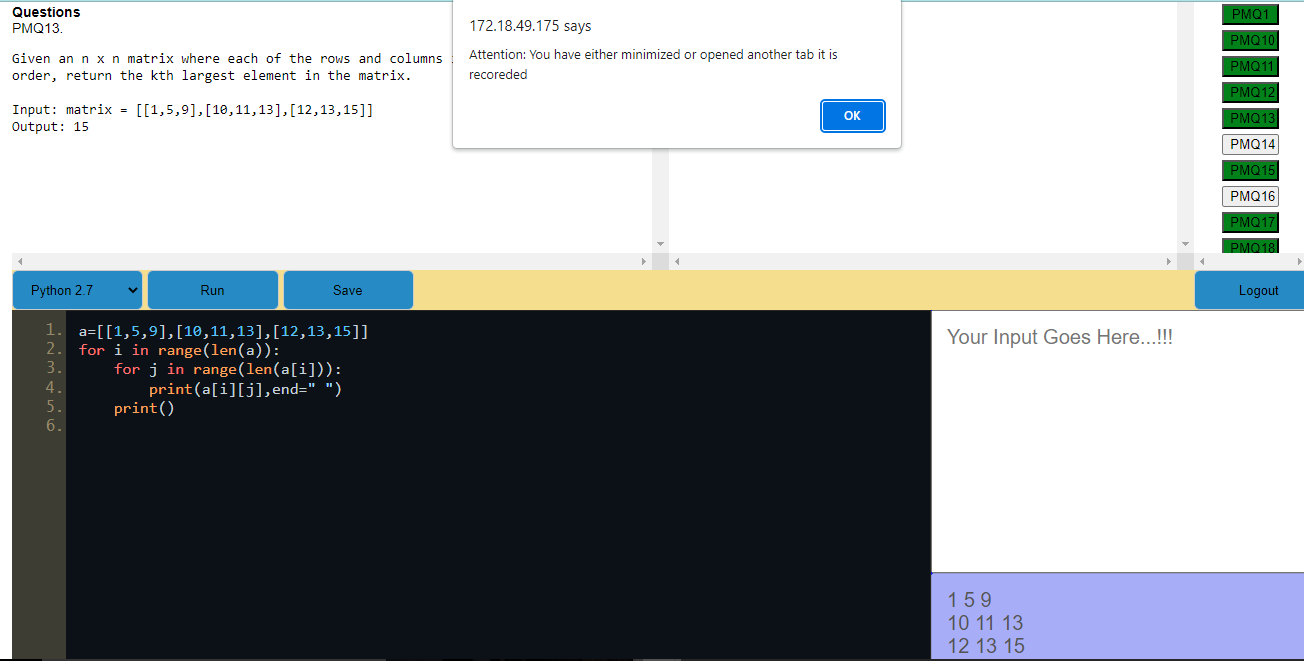 Questions
PMQ13.
Given an n x n matrix where each of the rows and columns
order, return the kth largest element in the matrix.
Input: matrix = [[1,5,9],[10,11,13],[12,13,15]]
Output: 15
172.18.49.175 says
Attention: You have either minimized or opened another tab it is
recoreded
OK
PMQ1
PMQ10
PMQ11
PMQ12
PMQ13
PMQ14
PMQ15
PMQ16
PMQ17
PMQ18
Python 2.7
Run
Save
Logout
1. a=[[1,5,9],[10,11,13],[12,13,15]]
2. for i in range(len(a)):
3.     for j in range(len(a[i])):
4.         print(a[i][j],end=" ")
5.     print()
6.
Your Input Goes Here...!!!
1 5 9
10 11 13
12 13 15